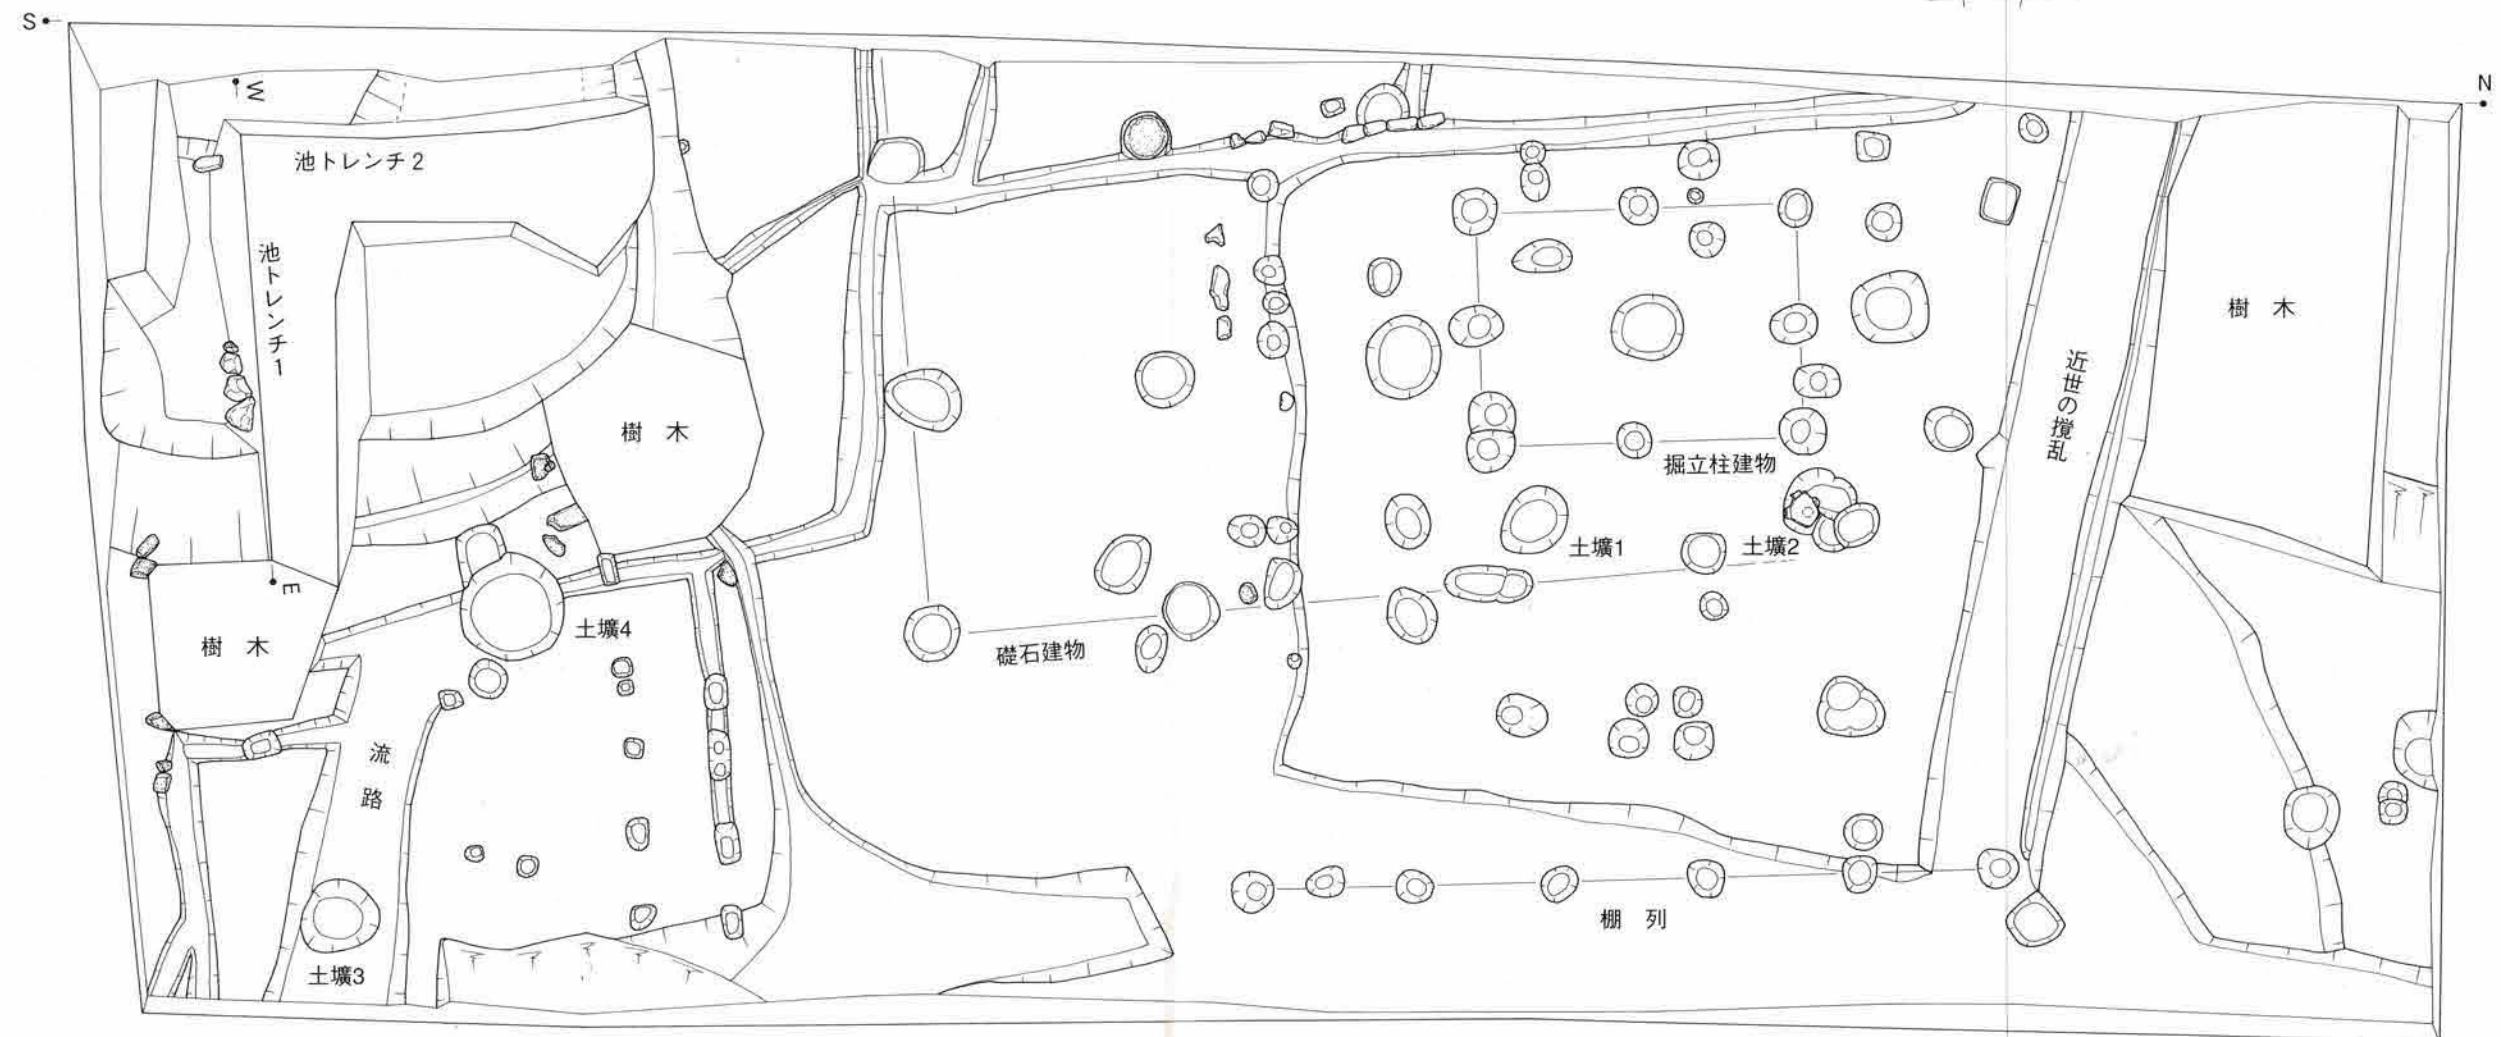 S
N
W
池トレンチ2
池トレンチ1
樹木
近世の攪乱
樹木
掘立柱建物
土壙1
土壙2
E
樹木
土壙4
礎石建物
流路
棚列
土壙3